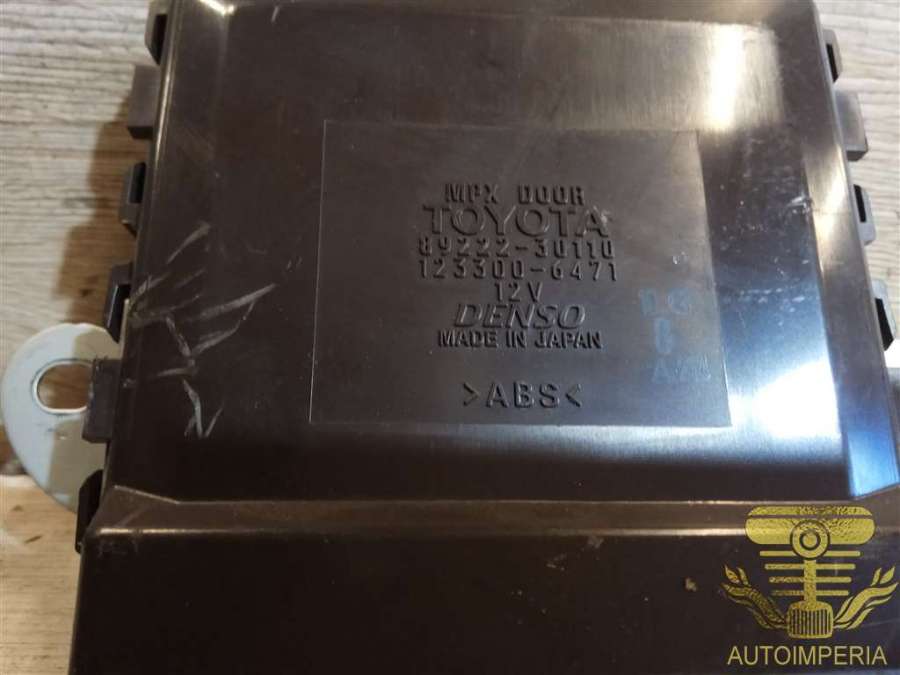 MPX DOOR
TOYOTA
89222-30110
123300-6471
12V
DENSO
MADE IN JAPAN
>ABS<
AUTOIMPERIA